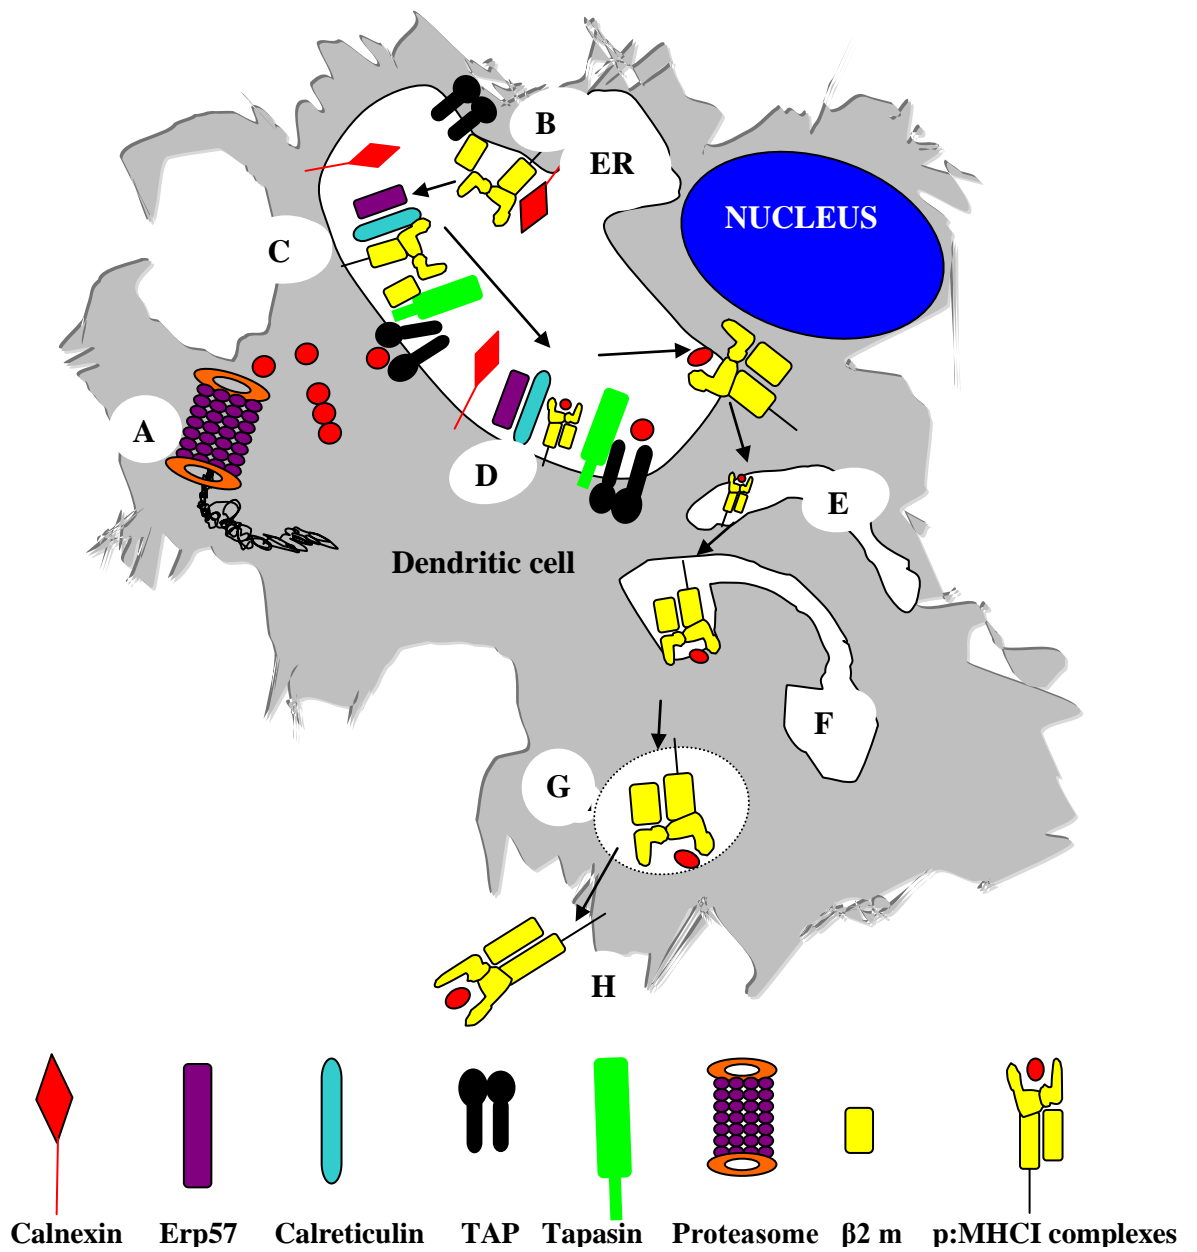 B
ER
NUCLEUS
C
A
D
E
Dendritic cell
F
G
H
Calnexin Erp57 Calreticulin TAP Tapasin Proteasome β2 m p:MHCI complexes